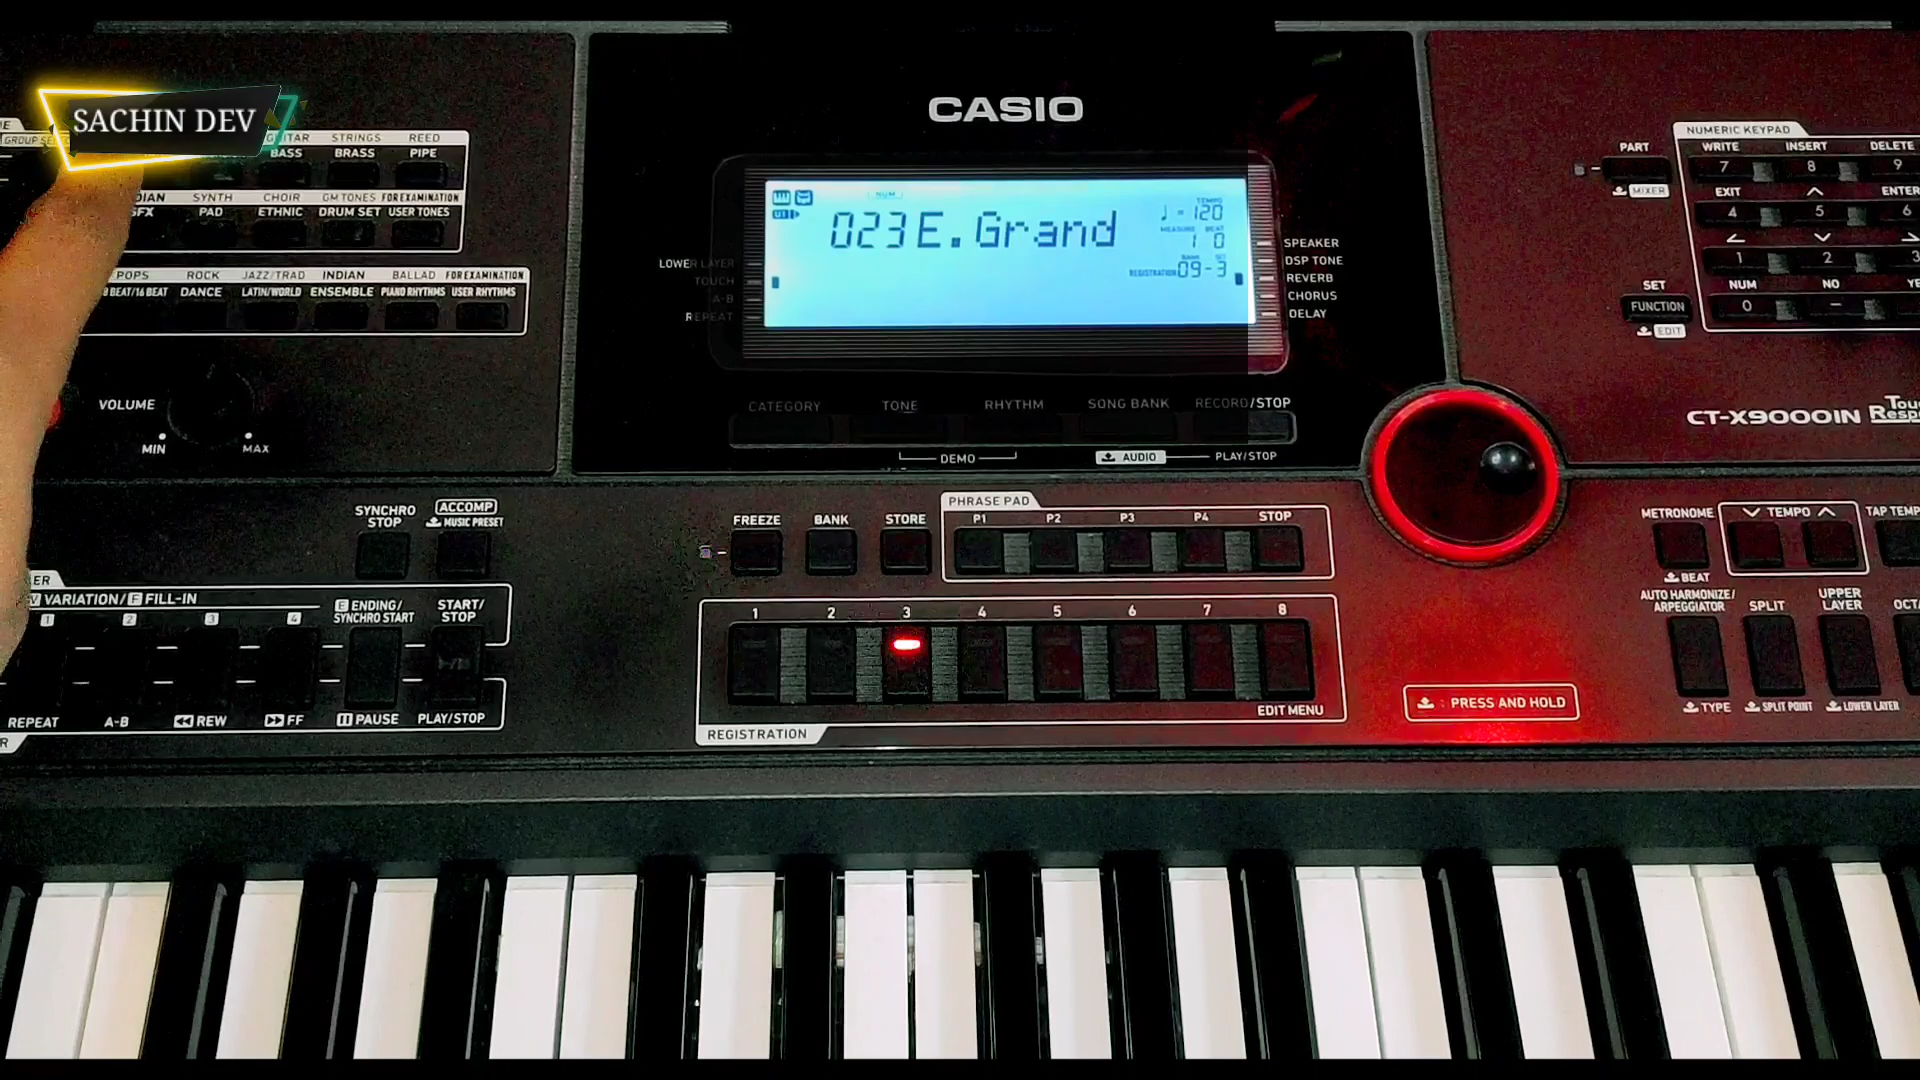 SACHIN DEV
CASIO
GUITAR STRINGS REED
BASS BRASS PIPE
SYNTH CHOIR GM TONES FOR EXAMINATION
SFX PAD ETHNIC DRUM SET USER TONES
POPS ROCK JAZZ/TRAD INDIAN BALLAD FOR EXAMINATION
8 BEAT/16 BEAT DANCE LATIN/WORLD ENSEMBLE PIANO RHYTHMS USER RHYTHMS
VOLUME
MIN MAX
NUM
TEMPO
023 E.Grand
♩=120
MEASURE BEAT
1 0
BANK
REGISTRATION 09-3
LOWER LAYER
TOUCH
A-B
REPEAT
SPEAKER
DSP TONE
REVERB
CHORUS
DELAY
CATEGORY TONE RHYTHM SONG BANK RECORD/STOP
DEMO AUDIO PLAY/STOP
PART
MIXER
NUMERIC KEYPAD
WRITE INSERT DELETE
7 8 9
EXIT ENTER
4 5 6
1 2 3
SET
NUM NO
FUNCTION
0 -
EDIT
CT-X9000IN
SYNCHRO STOP
ACCOMP
MUSIC PRESET
V VARIATION/ F FILL-IN
1 2 3 4
E ENDING/
SYNCHRO START
START/
STOP
REPEAT A-B REW FF PAUSE PLAY/STOP
FREEZE BANK STORE
PHRASE PAD
P1 P2 P3 P4 STOP
1 2 3 4 5 6 7 8
EDIT MENU
REGISTRATION
: PRESS AND HOLD
METRONOME TEMPO
BEAT
AUTO HARMONIZE/
ARPEGGIATOR
SPLIT
UPPER
LAYER
TYPE SPLIT POINT LOWER LAYER